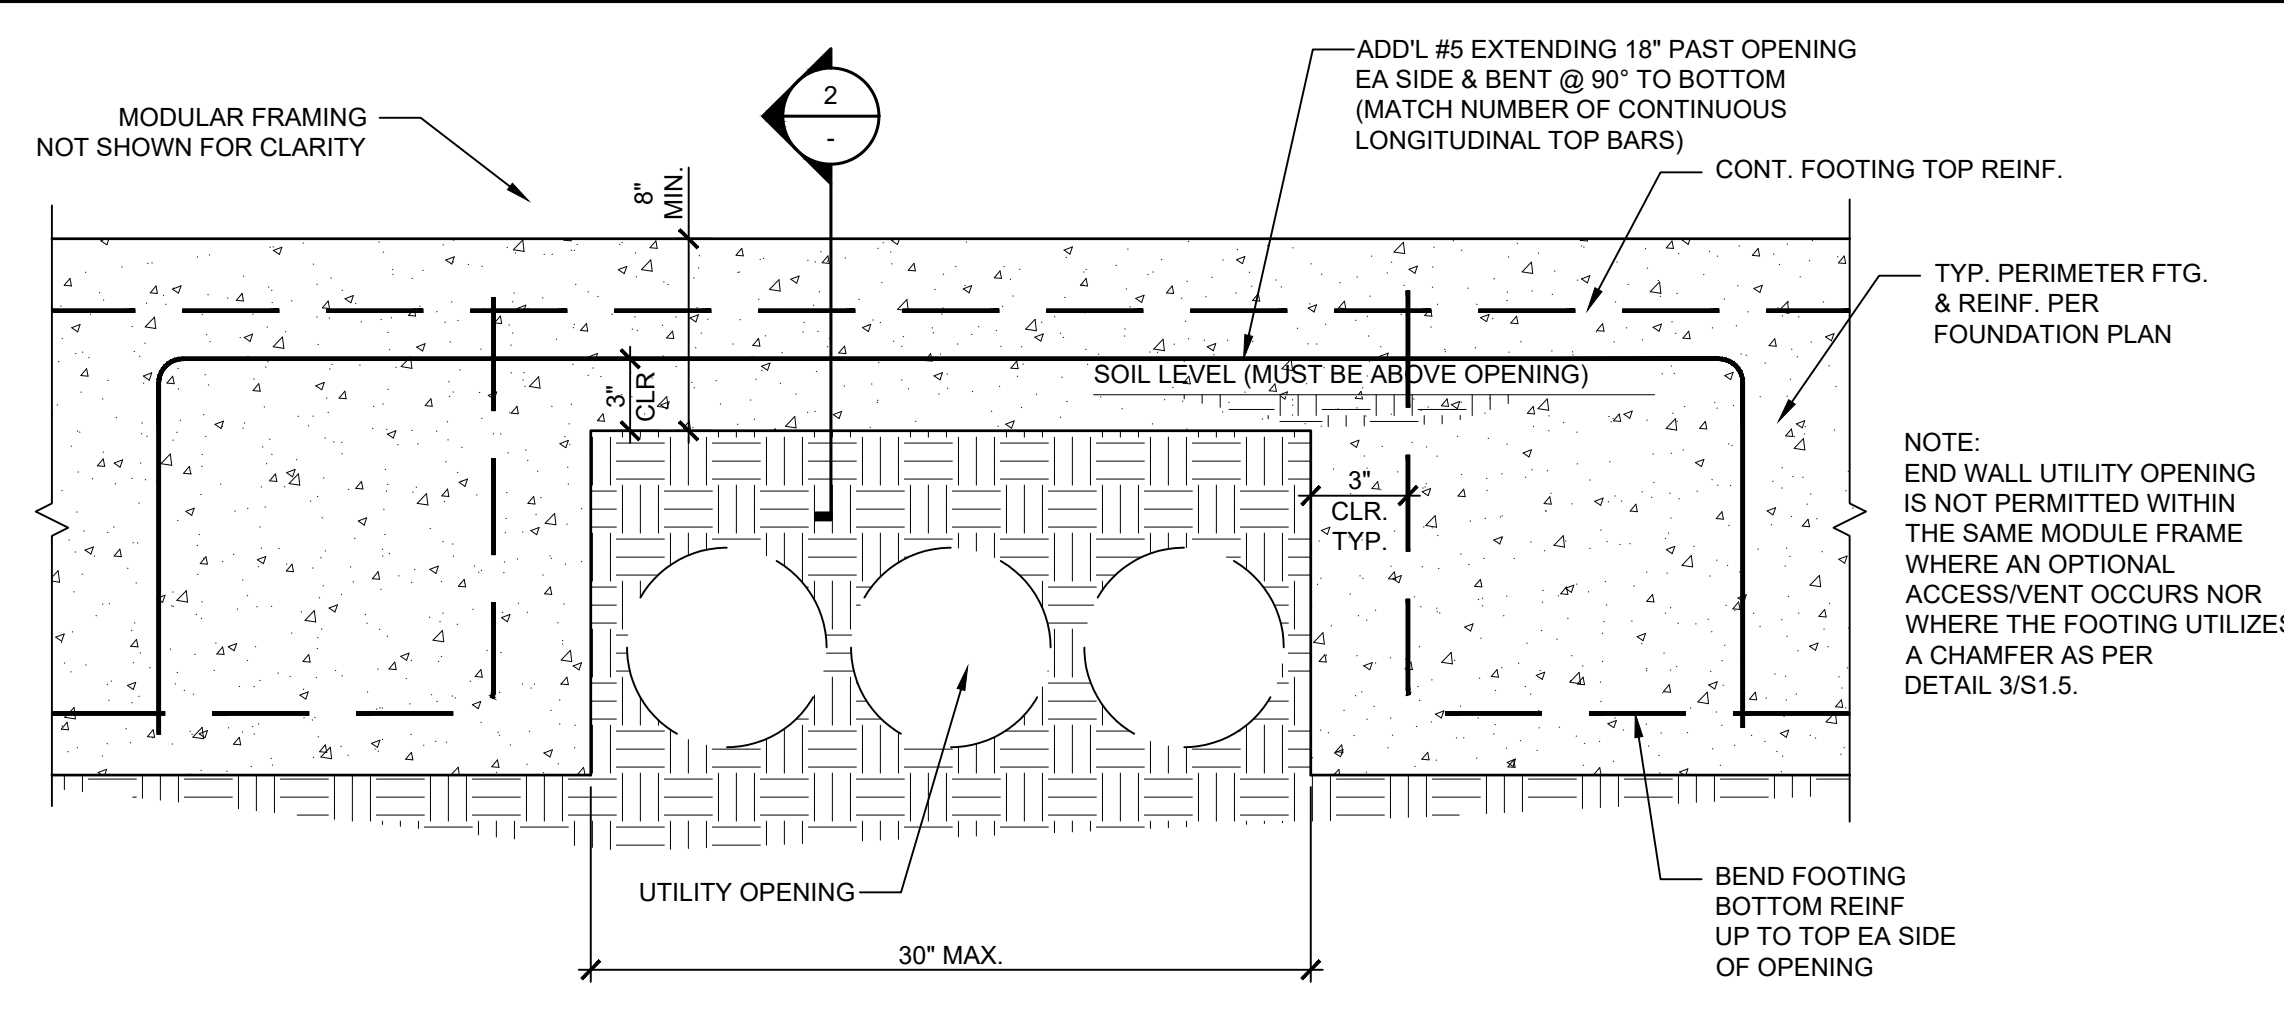 ADD'L #5 EXTENDING 18" PAST OPENING
EA SIDE & BENT @ 90° TO BOTTOM
(MATCH NUMBER OF CONTINUOUS
LONGITUDINAL TOP BARS)
MODULAR FRAMING
NOT SHOWN FOR CLARITY
2
-
8"
MIN.
CONT. FOOTING TOP REINF.
TYP. PERIMETER FTG.
& REINF. PER
FOUNDATION PLAN
3"
CLR
SOIL LEVEL (MUST BE ABOVE OPENING)
3"
CLR.
TYP.
NOTE:
END WALL UTILITY OPENING
IS NOT PERMITTED WITHIN
THE SAME MODULE FRAME
WHERE AN OPTIONAL
ACCESS/VENT OCCURS NOR
WHERE THE FOOTING UTILIZES
A CHAMFER AS PER
DETAIL 3/S1.5.
UTILITY OPENING
30" MAX.
BEND FOOTING
BOTTOM REINF
UP TO TOP EA SIDE
OF OPENING